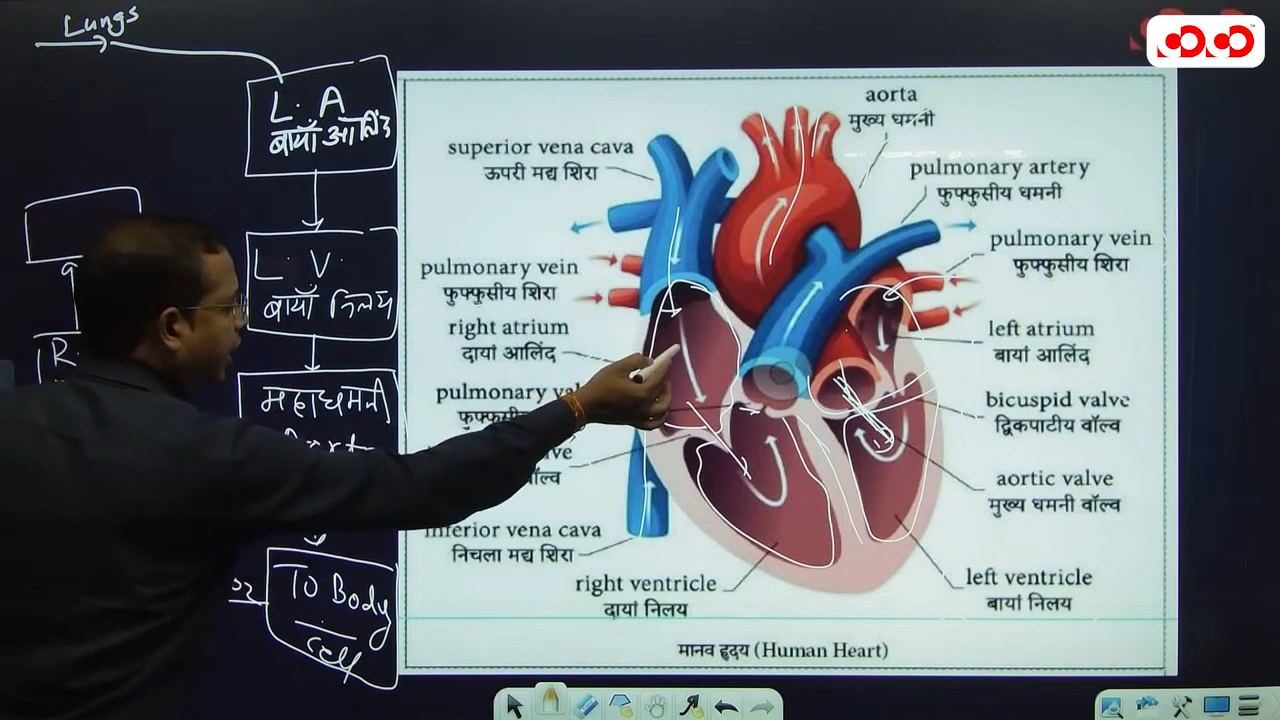 Lungs
L. A
बायाँ आलिंद
L. V.
बायाँ निलय
महाधमनी
R.
To Body
superior vena cava
ऊपरी मद्य शिरा
pulmonary vein
फुफ्फुसीय शिरा
right atrium
दायां आलिंद
inferior vena cava
निचला मद्य शिरा
right ventricle
दायां निलय
aorta
मुख्य धमनी
pulmonary artery
फुफ्फुसीय धमनी
pulmonary vein
फुफ्फुसीय शिरा
left atrium
बायां आलिंद
bicuspid valve
द्विकपाटीय वॉल्व
aortic valve
मुख्य धमनी वॉल्व
left ventricle
बायां निलय
मानव हृदय (Human Heart)